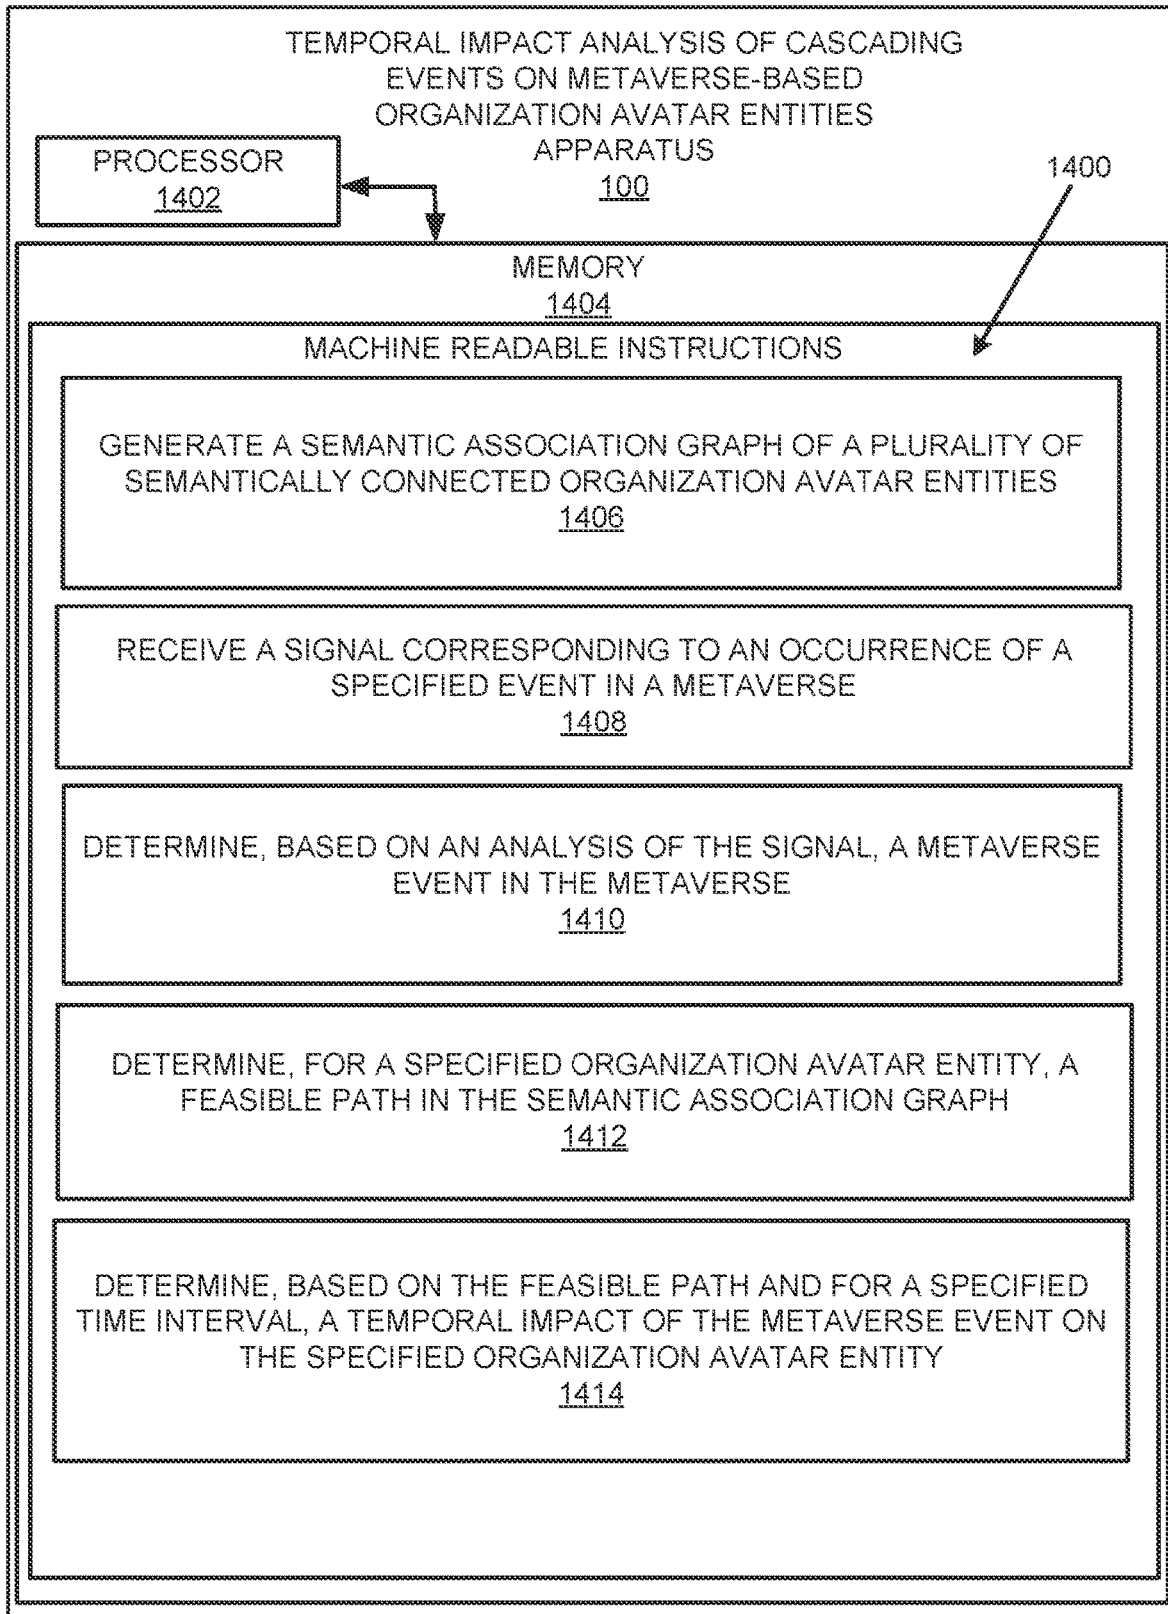 TEMPORAL IMPACT ANALYSIS OF CASCADING
EVENTS ON METAVERSE-BASED
ORGANIZATION AVATAR ENTITIES
APPARATUS
100
PROCESSOR
1402
1400
MEMORY
1404
MACHINE READABLE INSTRUCTIONS
GENERATE A SEMANTIC ASSOCIATION GRAPH OF A PLURALITY OF
SEMANTICALLY CONNECTED ORGANIZATION AVATAR ENTITIES
1406
RECEIVE A SIGNAL CORRESPONDING TO AN OCCURRENCE OF A
SPECIFIED EVENT IN A METAVERSE
1408
DETERMINE, BASED ON AN ANALYSIS OF THE SIGNAL, A METAVERSE
EVENT IN THE METAVERSE
1410
DETERMINE, FOR A SPECIFIED ORGANIZATION AVATAR ENTITY, A
FEASIBLE PATH IN THE SEMANTIC ASSOCIATION GRAPH
1412
DETERMINE, BASED ON THE FEASIBLE PATH AND FOR A SPECIFIED
TIME INTERVAL, A TEMPORAL IMPACT OF THE METAVERSE EVENT ON
THE SPECIFIED ORGANIZATION AVATAR ENTITY
1414